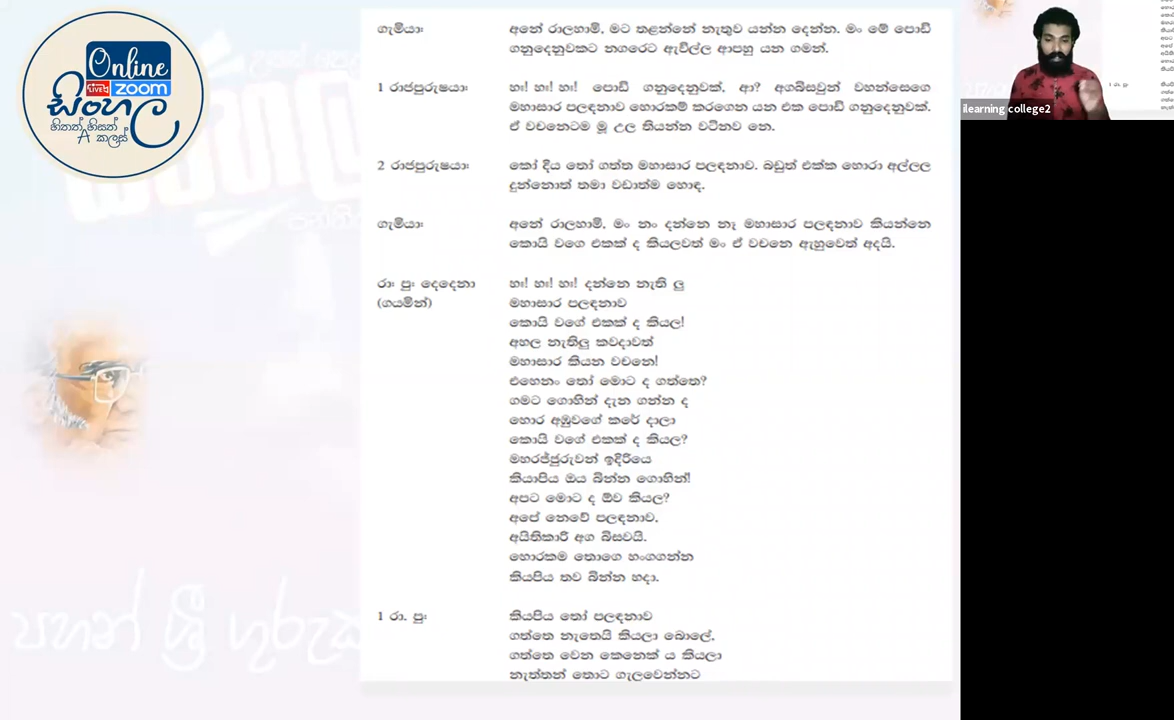 Online
LIVE zoom
සිංහල
හිතත් හිසත්
A ක්ලාස්
ගැමියා: අනේ රාලහාමි, මට තළන්නේ නැතුව යන්න දෙන්න. මං මේ පොඩි
ගනුදෙනුවකට නගරෙට ඇවිල්ල ආපහු යන ගමන්.
1 රාජපුරුෂයා: හඃ! හඃ! හඃ! පොඩි ගනුදෙනුවක්, ආ? අගබිසවුන් වහන්සෙගෙ
මහාසාර පලඳනාව හොරකම් කරගෙන යන එක පොඩි ගනුදෙනුවක්.
ඒ වචනෙටම මූ උල තියන්න වටිනව නෙ.
2 රාජපුරුෂයා: කෝ දීය තෝ ගත්ත මහාසාර පලඳනාව. බඩුත් එක්ක හොරා අල්ලල
දුන්නොත් තමා වඩාත්ම හොඳ.
ගැමියා: අනේ රාලහාමි, මං නං දන්නෙ නෑ මහාසාර පලඳනාව කියන්නෙ
කොයි වගෙ එකක් ද කියලවත් මං ඒ වචනෙ ඇහුවෙත් අදයි.
රාඃ පුඃ දෙදෙනා හඃ! හඃ! හඃ! දන්නෙ නැති ලු
(ගයමින්) මහාසාර පලඳනාව
කොයි වගේ එකක් ද කියල!
අහල නැතිලු කවදාවත්
මහාසාර කියන වචනෙ!
එහෙනං තෝ මොට ද ගත්තෙ?
ගමට ගොහින් දැන ගන්න ද
හොර අඹුවගේ කරේ දාලා
කොයි වගේ එකක් ද කියල?
මහරජ්ජුරුවන් ඉදිරියෙ
කියාපිය ඔය බින්න ගොහින්!
අපට මොට ද ඕව කියල?
අපේ නෙවේ පලඳනාව.
අයිතිකාරි අග බිසවයි.
හොරකම තොගෙ හංගගන්න
කියපිය තව බින්න හදා.
1 රා. පුඃ කියපිය තෝ පලඳනාව
ගත්තෙ නැතෙයි කියලා බොලේ.
ගත්තෙ වෙන කෙනෙක් ය කියලා
නැත්තන් තොට ගැලවෙන්නට
ilearning college2